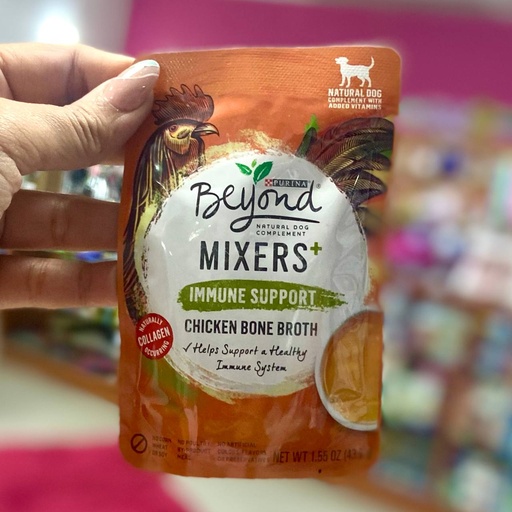 NATURAL DOG
COMPLEMENT WITH
ADDED VITAMINS
PURINA
Beyond
NATURAL DOG
COMPLEMENT
MIXERS+
IMMUNE SUPPORT
CHICKEN BONE BROTH
✓ Helps Support a Healthy
Immune System
NATURALLY
COLLAGEN
OCCURRING
NET WT 1.55 OZ